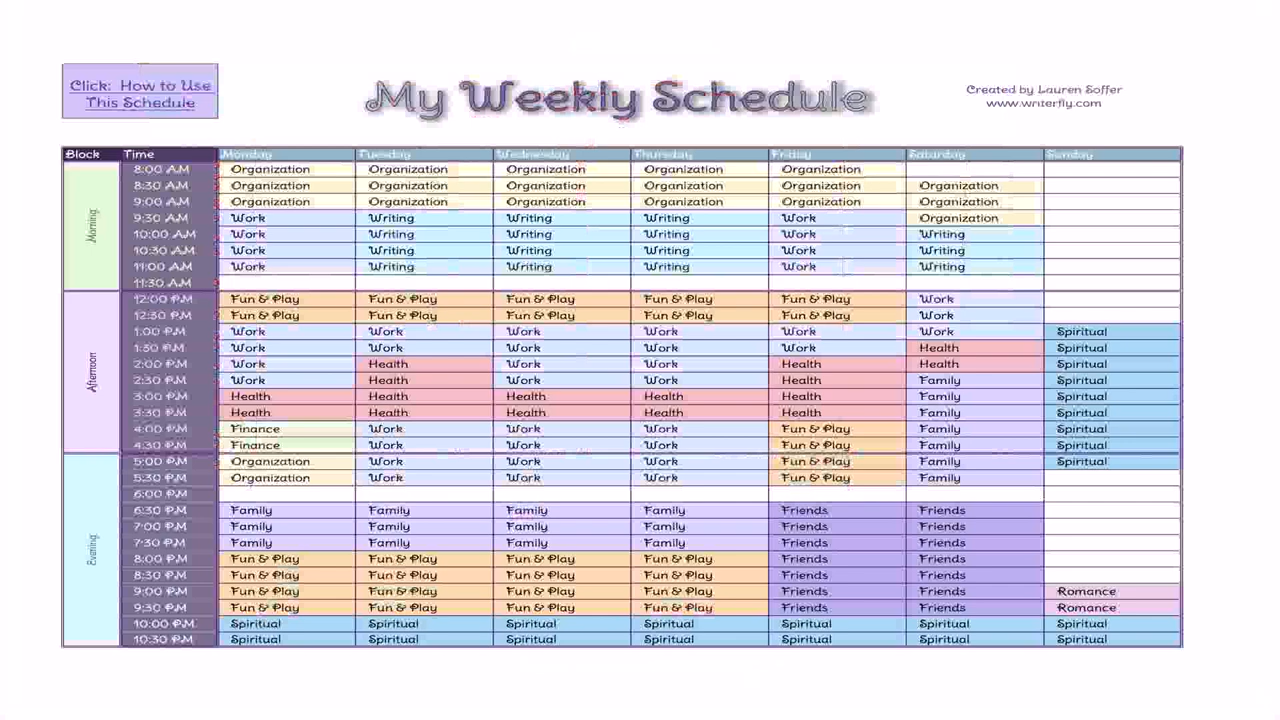 Click: How to Use
This Schedule
My Weekly Schedule
Created by Lauren Soffer
www.writerfly.com
Block Time Monday Tuesday Wednesday Thursday Friday Saturday Sunday
Morning
8:00 AM Organization Organization Organization Organization Organization
8:30 AM Organization Organization Organization Organization Organization Organization
9:00 AM Organization Organization Organization Organization Organization Organization
9:30 AM Work Writing Writing Writing Work Organization
10:00 AM Work Writing Writing Writing Work Writing
10:30 AM Work Writing Writing Writing Work Writing
11:00 AM Work Writing Writing Writing Work Writing
11:30 AM
Afternoon
12:00 PM Fun & Play Fun & Play Fun & Play Fun & Play Fun & Play Work
12:30 PM Fun & Play Fun & Play Fun & Play Fun & Play Fun & Play Work
1:00 PM Work Work Work Work Work Work Spiritual
1:30 PM Work Work Work Work Work Health Spiritual
2:00 PM Work Health Work Work Health Health Spiritual
2:30 PM Work Health Work Work Health Family Spiritual
3:00 PM Health Health Health Health Health Family Spiritual
3:30 PM Health Health Health Health Health Family Spiritual
4:00 PM Finance Work Work Work Fun & Play Family Spiritual
4:30 PM Finance Work Work Work Fun & Play Family Spiritual
Evening
5:00 PM Organization Work Work Work Fun & Play Family Spiritual
5:30 PM Organization Work Work Work Fun & Play Family
6:00 PM
6:30 PM Family Family Family Family Friends Friends
7:00 PM Family Family Family Family Friends Friends
7:30 PM Family Family Family Family Friends Friends
8:00 PM Fun & Play Fun & Play Fun & Play Fun & Play Friends Friends
8:30 PM Fun & Play Fun & Play Fun & Play Fun & Play Friends Friends
9:00 PM Fun & Play Fun & Play Fun & Play Fun & Play Friends Friends Romance
9:30 PM Fun & Play Fun & Play Fun & Play Fun & Play Friends Friends Romance
10:00 PM Spiritual Spiritual Spiritual Spiritual Spiritual Spiritual Spiritual
10:30 PM Spiritual Spiritual Spiritual Spiritual Spiritual Spiritual Spiritual